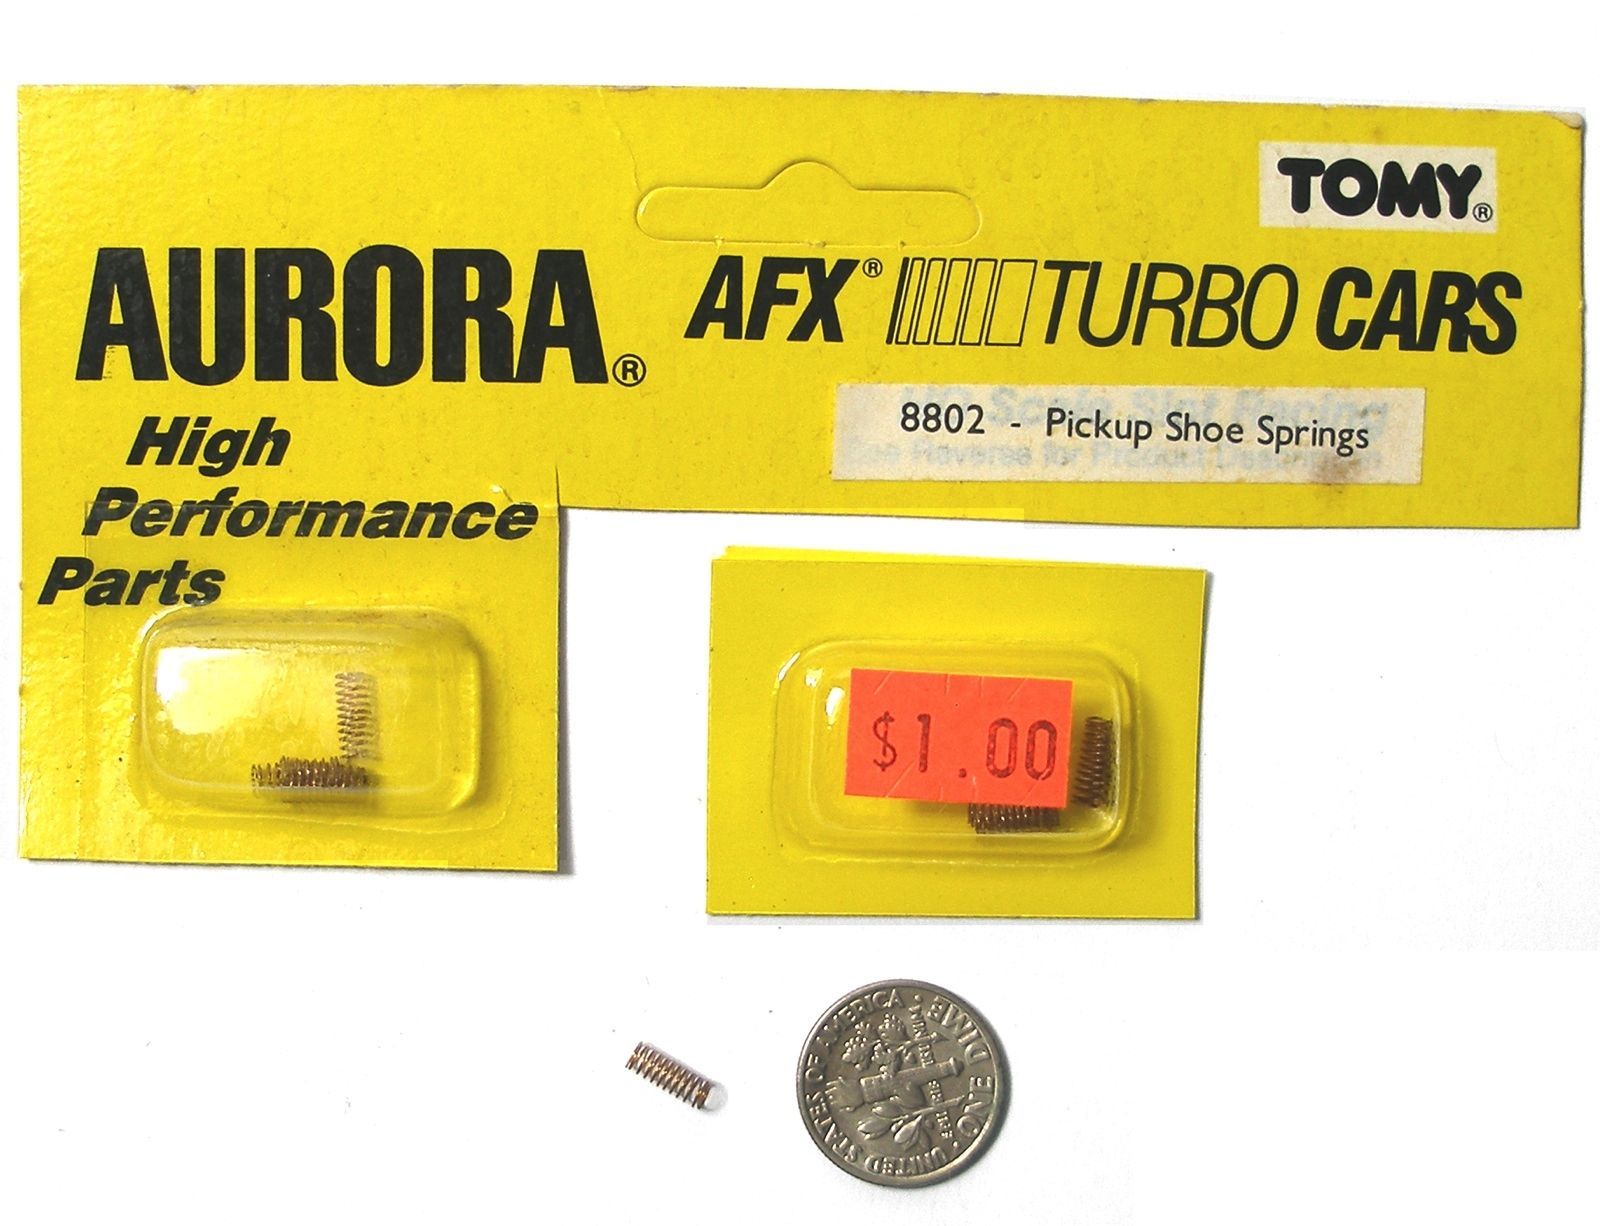 TOMY®
AURORA®
AFX® TURBO CARS
8802 - Pickup Shoe Springs
High
Performance
Parts
$1.00
UNITED STATES OF AMERICA · ONE DIME ·